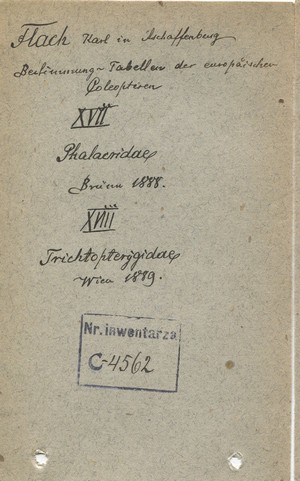 Flach Karl in Aschaffenburg
Bestimmungs-Tabellen der europäischen
Coleopteren
XVII
Phalacridae
Brünn 1888.
XVIII
Trichopterygidae
Wien 1889.
Nr. inwentarza
C-4562